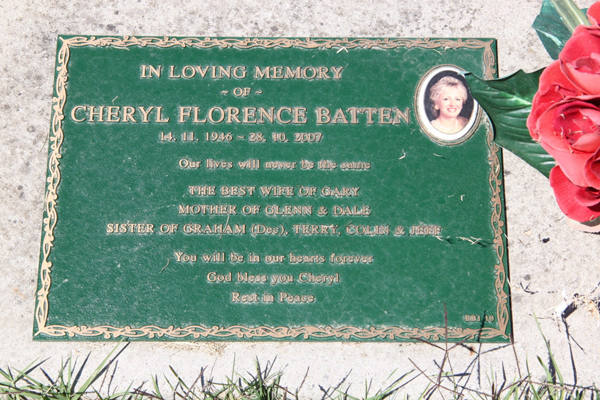 IN LOVING MEMORY
~ OF ~
CHERYL FLORENCE BATTEN
14. 11. 1946 ~ 28. 10. 2007
Our lives will never be the same
THE BEST WIFE OF GARY
MOTHER OF GLENN & DALE
SISTER OF GRAHAM (Dec), TERRY, COLIN & JEFF
You will be in our hearts forever
God bless you Cheryl
Rest in Peace